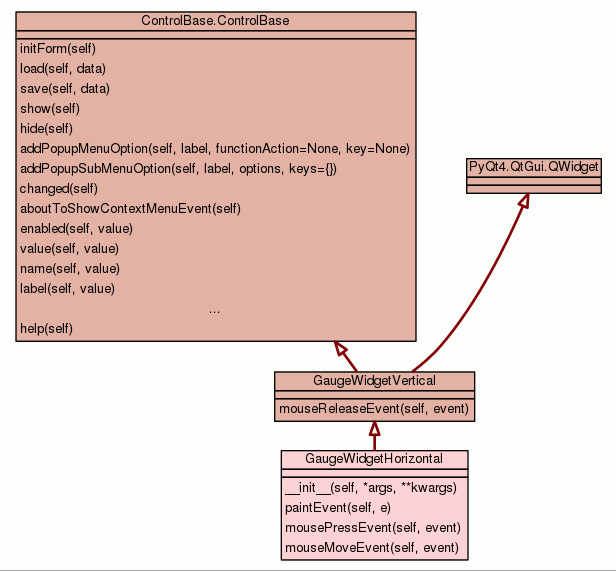 ControlBase.ControlBase
initForm(self)
load(self, data)
save(self, data)
show(self)
hide(self)
addPopupMenuOption(self, label, functionAction=None, key=None)
addPopupSubMenuOption(self, label, options, keys={})
changed(self)
aboutToShowContextMenuEvent(self)
enabled(self, value)
value(self, value)
name(self, value)
label(self, value)
...
help(self)
PyQt4.QtGui.QWidget
GaugeWidgetVertical
mouseReleaseEvent(self, event)
GaugeWidgetHorizontal
__init__(self, *args, **kwargs)
paintEvent(self, e)
mousePressEvent(self, event)
mouseMoveEvent(self, event)